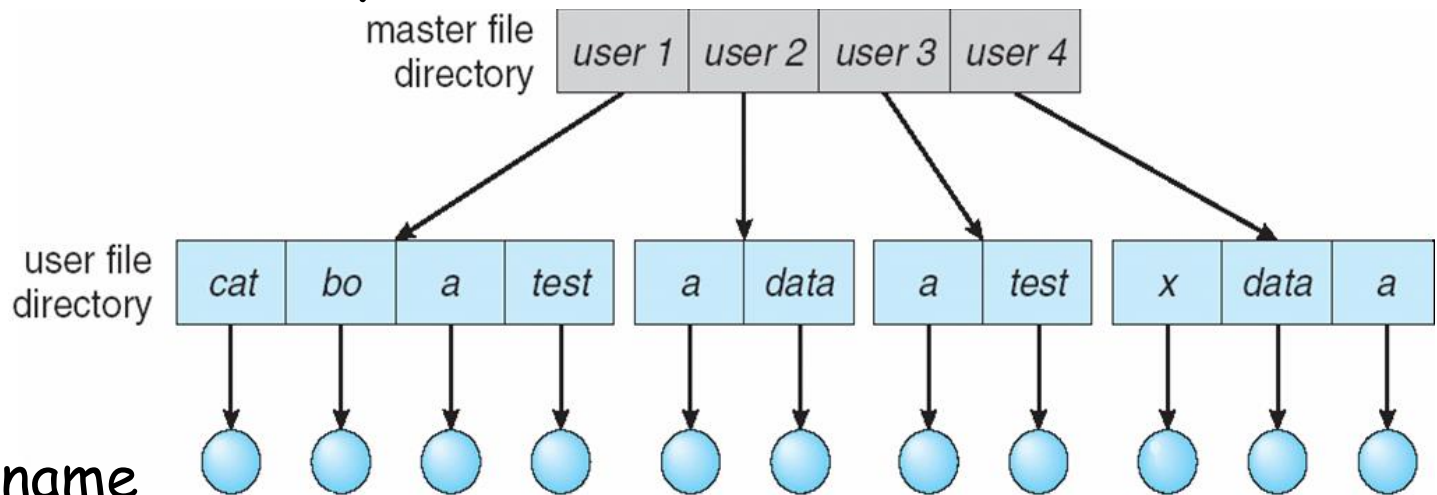 master file
directory
user 1 user 2 user 3 user 4
user file
directory
cat bo a test a data a test x data a
name